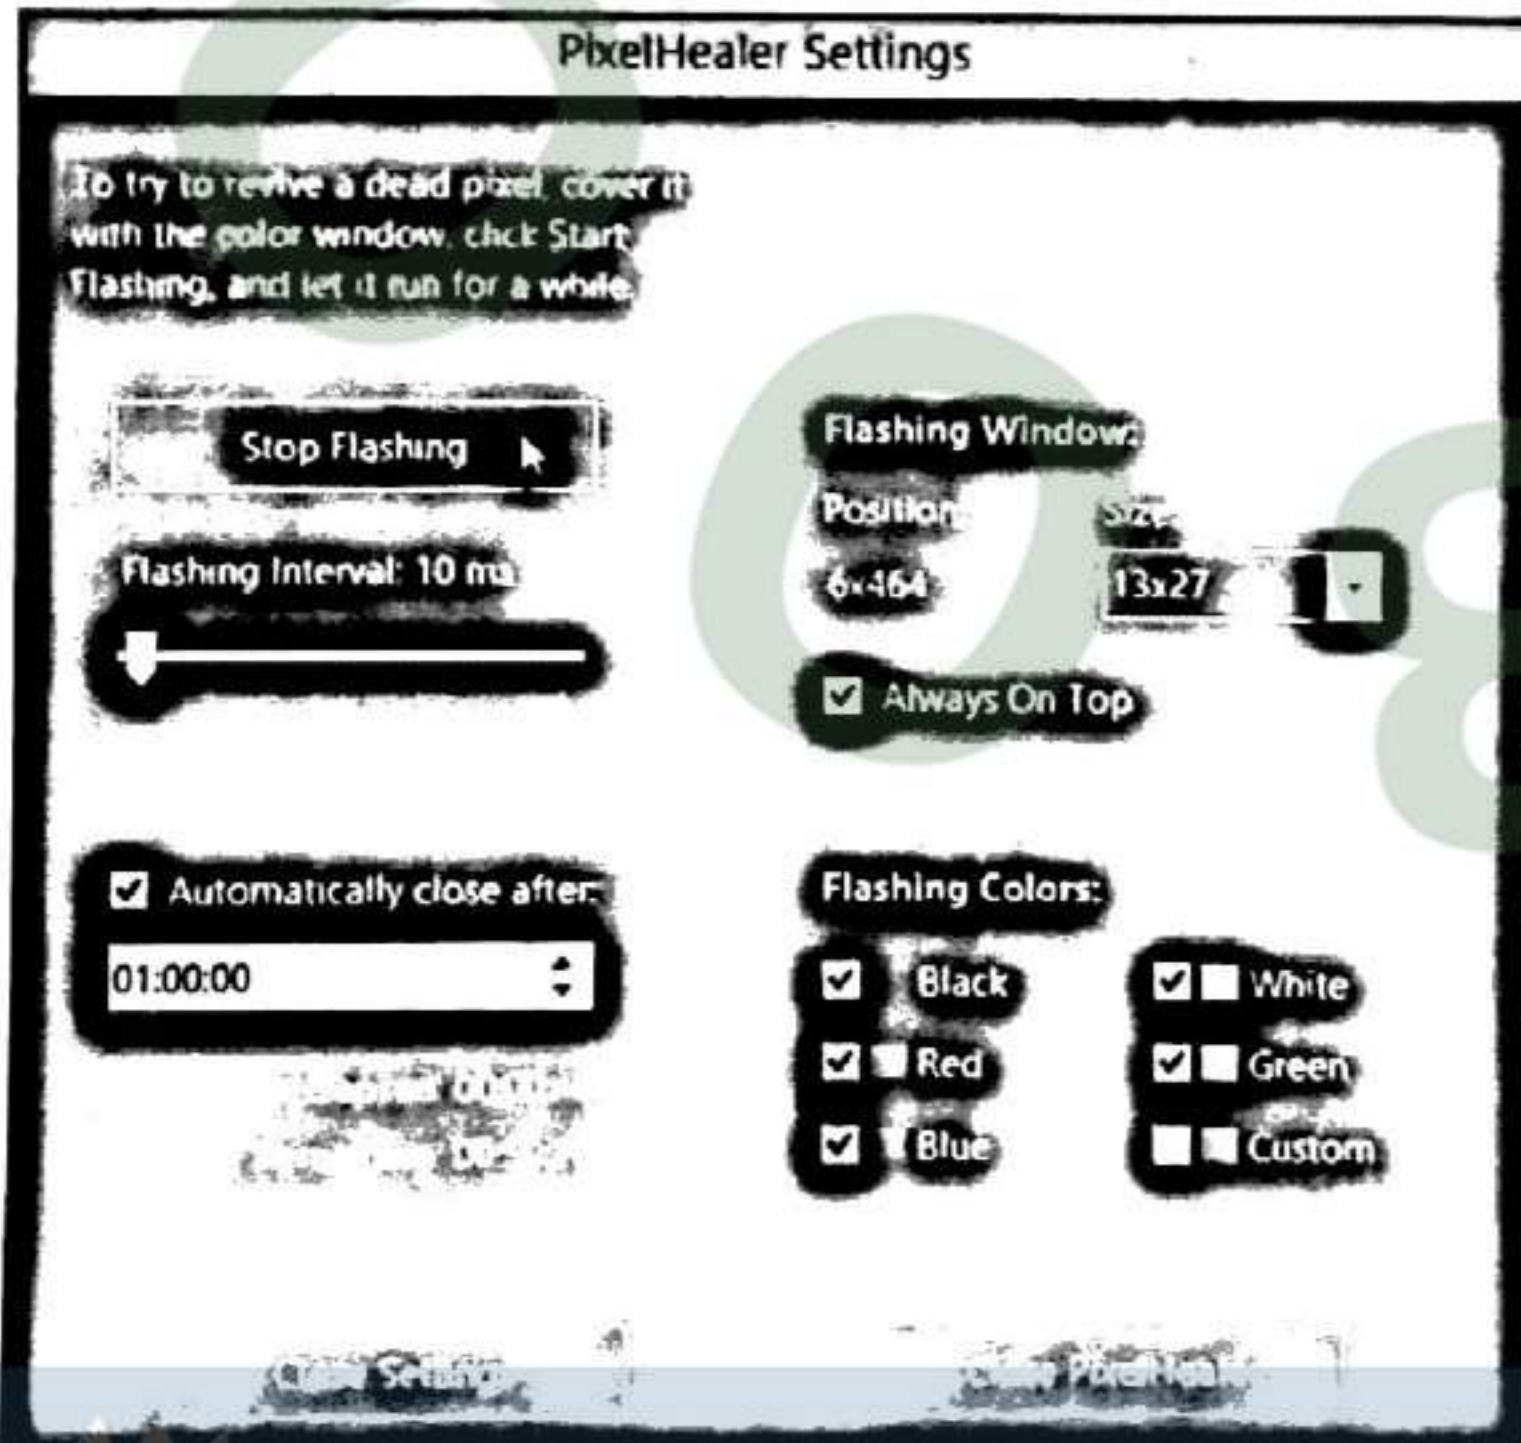 PixelHealer Settings
To try to revive a dead pixel, cover it
with the color window, click Start
Flashing, and let it run for a while.
Stop Flashing
Flashing Interval: 10 ms
Flashing Window:
Position
Size
6x464
13x27
Always On Top
Automatically close after:
01:00:00
Flashing Colors:
Black
White
Red
Green
Blue
Custom